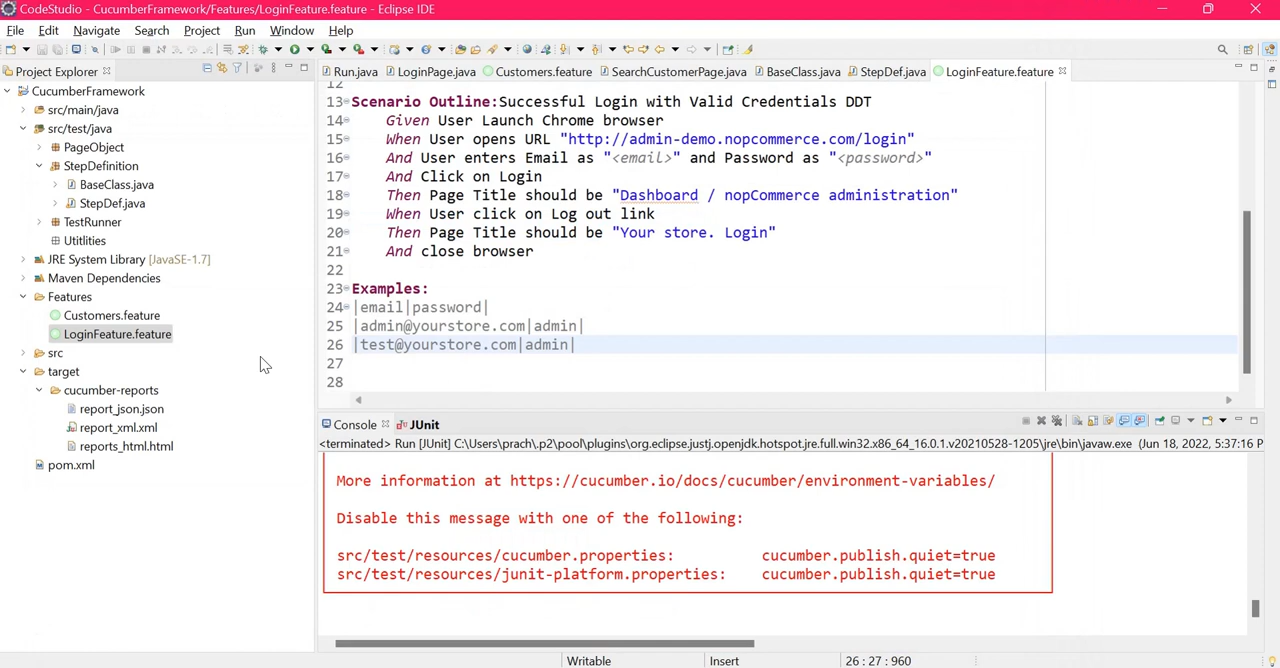 CodeStudio - CucumberFramework/Features/LoginFeature.feature - Eclipse IDE
File Edit Navigate Search Project Run Window Help
Project Explorer
CucumberFramework
src/main/java
src/test/java
PageObject
StepDefinition
BaseClass.java
StepDef.java
TestRunner
Utitlities
JRE System Library [JavaSE-1.7]
Maven Dependencies
Features
Customers.feature
LoginFeature.feature
src
target
cucumber-reports
report_json.json
report_xml.xml
reports_html.html
pom.xml
Run.java LoginPage.java Customers.feature SearchCustomerPage.java BaseClass.java StepDef.java LoginFeature.feature
12
13 Scenario Outline:Successful Login with Valid Credentials DDT
14 Given User Launch Chrome browser
15 When User opens URL "http://admin-demo.nopcommerce.com/login"
16 And User enters Email as "<email>" and Password as "<password>"
17 And Click on Login
18 Then Page Title should be "Dashboard / nopCommerce administration"
19 When User click on Log out link
20 Then Page Title should be "Your store. Login"
21 And close browser
22
23 Examples:
24 |email|password|
25 |admin@yourstore.com|admin|
26 |test@yourstore.com|admin|
27
28
Console JUnit
<terminated> Run [JUnit] C:\Users\prach\.p2\pool\plugins\org.eclipse.justj.openjdk.hotspot.jre.full.win32.x86_64_16.0.1.v20210528-1205\jre\bin\javaw.exe (Jun 18, 2022, 5:37:16 P
More information at https://cucumber.io/docs/cucumber/environment-variables/
Disable this message with one of the following:
src/test/resources/cucumber.properties: cucumber.publish.quiet=true
src/test/resources/junit-platform.properties: cucumber.publish.quiet=true
Writable Insert 26 : 27 : 960